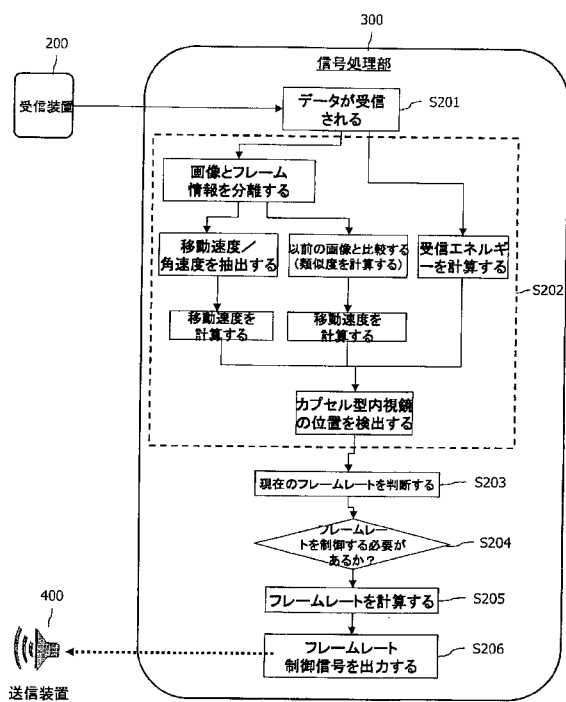 300
200
信号処理部
受信装置
データが受信
される
S201
画像とフレーム
情報を分離する
移動速度／
角速度を抽出する
以前の画像と比較する
(類似度を計算する)
受信エネルギ
ーを計算する
S202
移動速度を
計算する
移動速度を
計算する
カプセル型内視鏡
の位置を検出する
現在のフレームレートを判断する
S203
フレームレー
トを制御する必要が
あるか？
S204
フレームレートを計算する
S205
400
フレームレート
制御信号を出力する
S206
送信装置